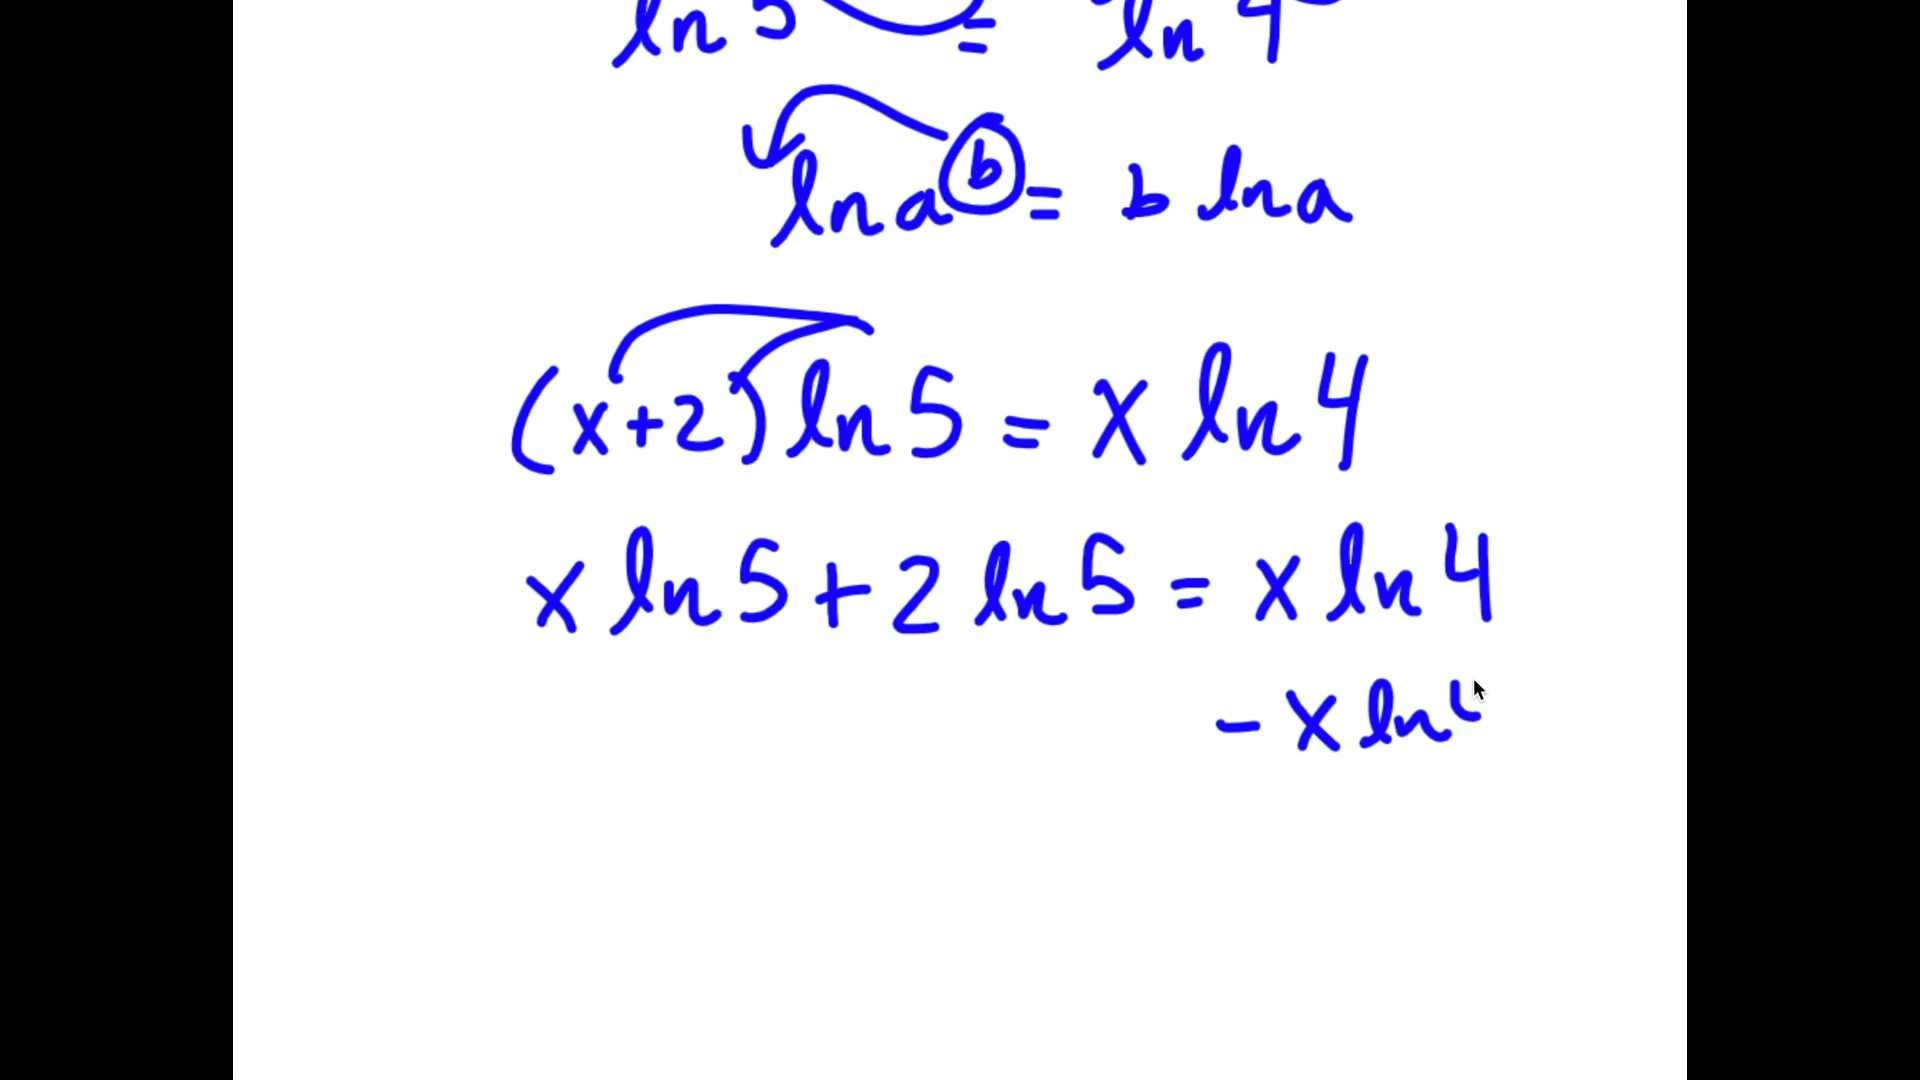 ln 5 = ln 4
ln a^b = b ln a
(x+2) ln 5 = x ln 4
x ln 5 + 2 ln 5 = x ln 4
- x ln